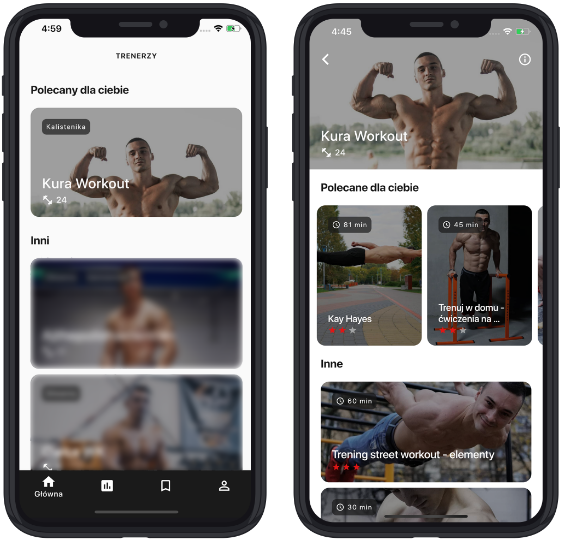 4:59
TRENERZY
Polecany dla ciebie
Kalistenika
Kura Workout
24
Inni
Główna
4:45
Kura Workout
24
Polecane dla ciebie
81 min
45 min
Kay Hayes
Trenuj w domu -
ćwiczenia na ...
Inne
60 min
Trening street workout - elementy
30 min